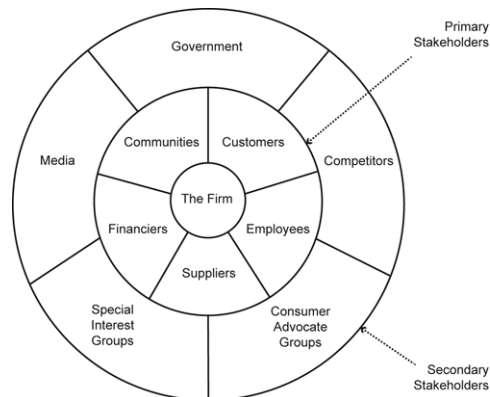 Government
Primary
Stakeholders
Communities
Customers
Media
Competitors
The Firm
Financiers
Employees
Suppliers
Special
Interest
Groups
Consumer
Advocate
Groups
Secondary
Stakeholders